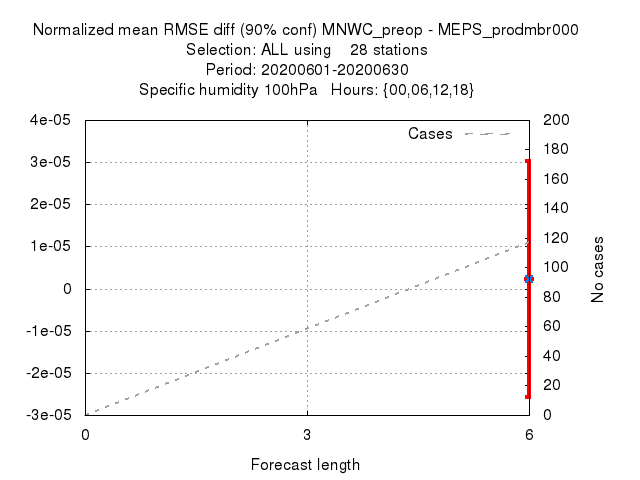 Normalized mean RMSE diff (90% conf) MNWC_preop - MEPS_prodmbr000
Selection: ALL using    28 stations
Period: 20200601-20200630
Specific humidity 100hPa   Hours: {00,06,12,18}
Cases
4e-05
3e-05
2e-05
1e-05
0
-1e-05
-2e-05
-3e-05
200
180
160
140
120
100
80
60
40
20
0
No cases
0 3 6
Forecast length